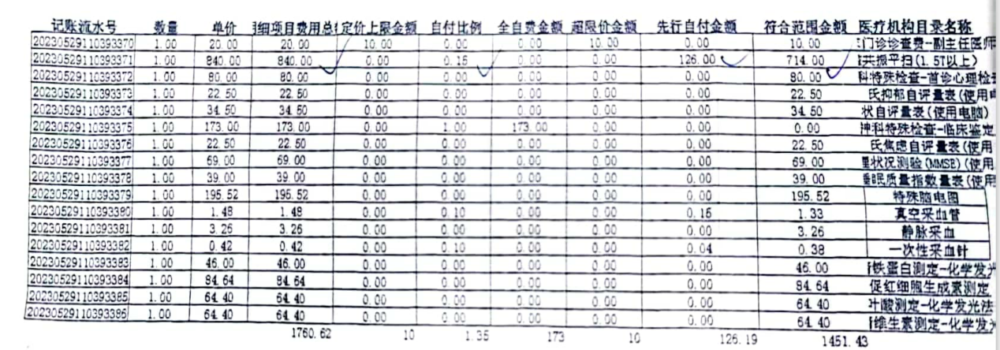 记账流水号 数量 单价 细项目费用总 定价上限金额 自付比例 全自费金额 超限价金额 先行自付金额 符合范围金额 医疗机构目录名称
20230529110393370 1.00 20.00 20.00 10.00 0.00 0.00 10.00 0.00 10.00 门诊诊查费-副主任医师
20230529110393371 1.00 840.00 840.00 0.00 0.15 0.00 0.00 126.00 714.00 共振平扫(1.5T以上)
20230529110393372 1.00 80.00 80.00 0.00 0.00 0.00 0.00 0.00 80.00 科特殊检查-首诊心理检
20230529110393373 1.00 22.50 22.50 0.00 0.00 0.00 0.00 0.00 22.50 氏抑郁自评量表(使用
20230529110393374 1.00 34.50 34.50 0.00 0.00 0.00 0.00 0.00 34.50 状自评量表(使用电脑)
20230529110393375 1.00 173.00 173.00 0.00 1.00 173.00 0.00 0.00 0.00 神科特殊检查-临床鉴定
20230529110393376 1.00 22.50 22.50 0.00 0.00 0.00 0.00 0.00 22.50 氏焦虑自评量表(使用
20230529110393377 1.00 69.00 69.00 0.00 0.00 0.00 0.00 0.00 69.00 状况测验(MMSE)(使用
20230529110393378 1.00 39.00 39.00 0.00 0.00 0.00 0.00 0.00 39.00 眠质量指数量表(使用
20230529110393379 1.00 195.52 195.52 0.00 0.00 0.00 0.00 0.00 195.52 特殊脑电图
20230529110393380 1.00 1.48 1.48 0.00 0.10 0.00 0.00 0.15 1.33 真空采血管
20230529110393381 1.00 3.26 3.26 0.00 0.00 0.00 0.00 0.00 3.26 静脉采血
20230529110393382 1.00 0.42 0.42 0.00 0.10 0.00 0.00 0.04 0.38 一次性采血针
20230529110393383 1.00 46.00 46.00 0.00 0.00 0.00 0.00 0.00 46.00 铁蛋白测定-化学发光
20230529110393384 1.00 84.64 84.64 0.00 0.00 0.00 0.00 0.00 84.64 促红细胞生成素测定
20230529110393385 1.00 64.40 64.40 0.00 0.00 0.00 0.00 0.00 64.40 叶酸测定-化学发光法
20230529110393386 1.00 64.40 64.40 0.00 0.00 0.00 0.00 0.00 64.40 维生素测定-化学发
1760.62 10 1.35 173 10 126.19 1451.43